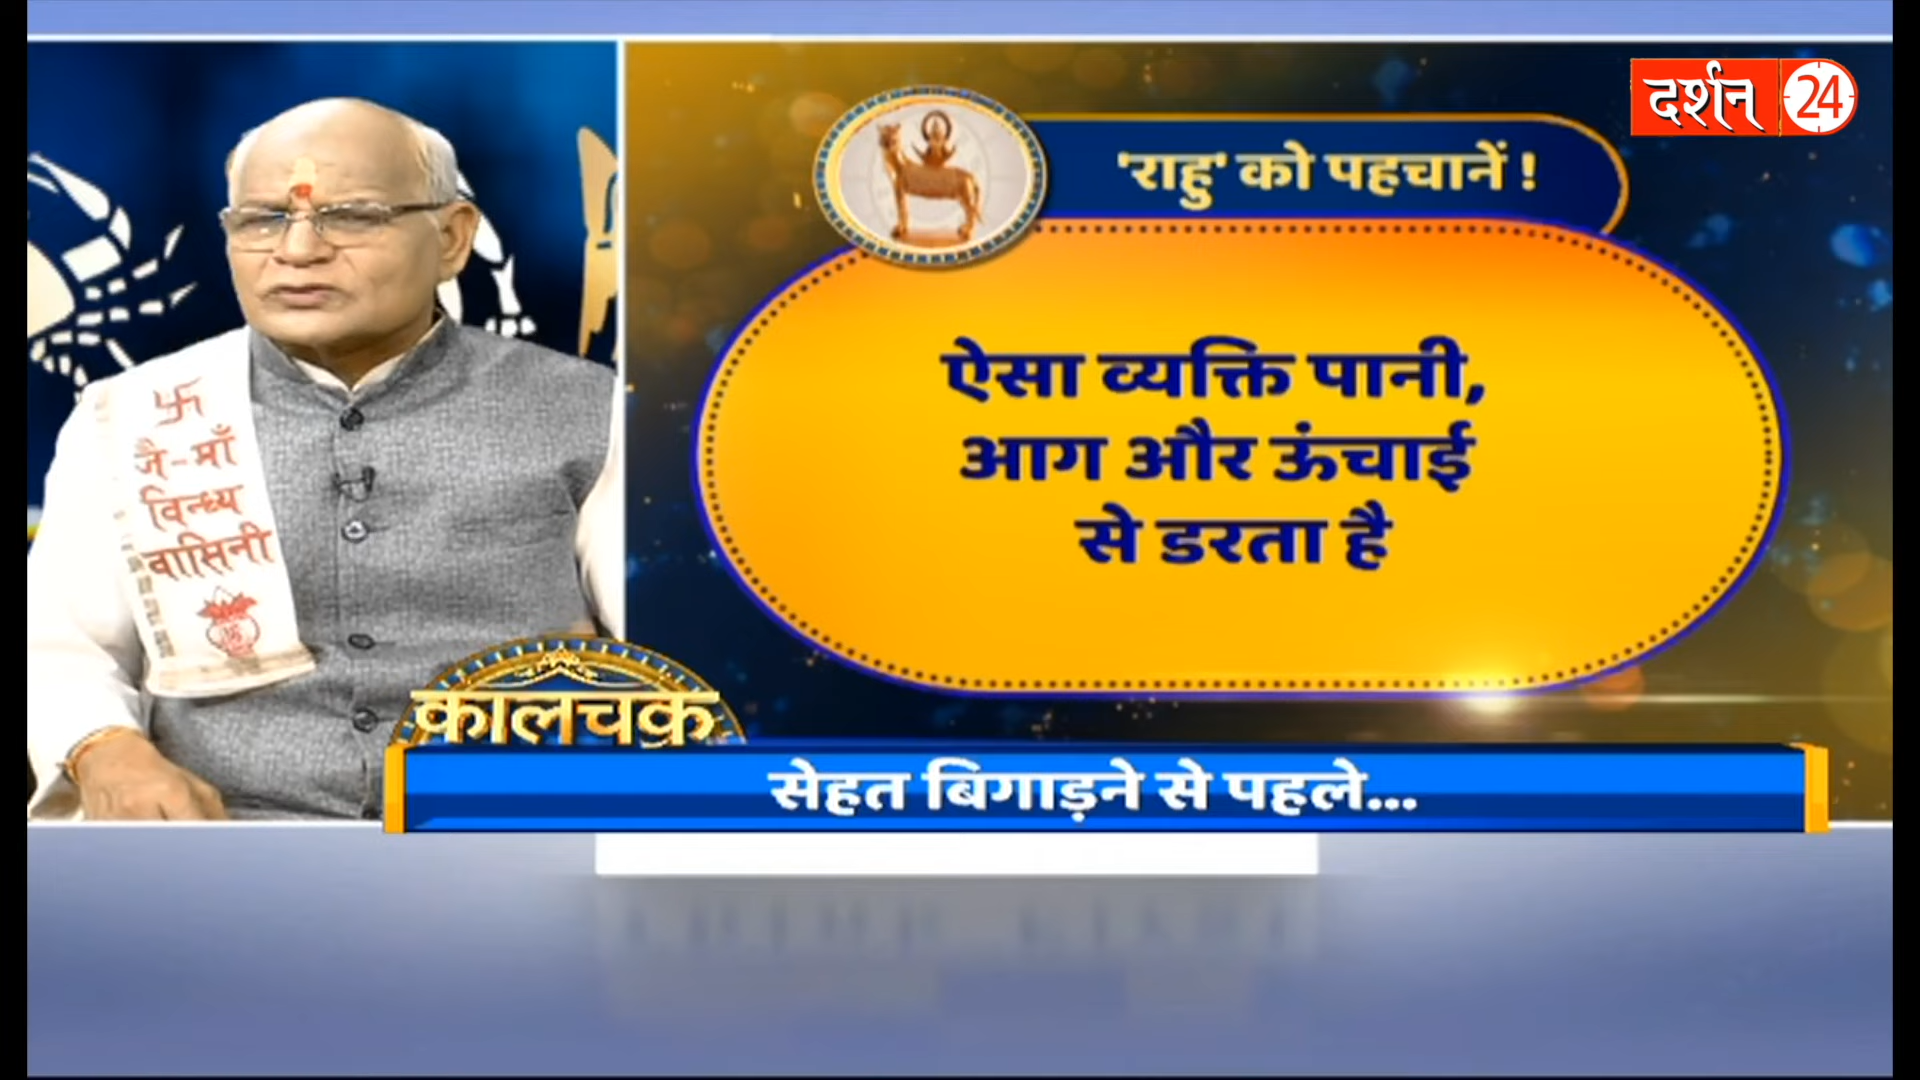 दर्शन 24
'राहु' को पहचानें !
ऐसा व्यक्ति पानी,
आग और ऊंचाई
से डरता है
जै-माँ
विन्ध्य
वासिनी
कालचक्र
सेहत बिगाड़ने से पहले...